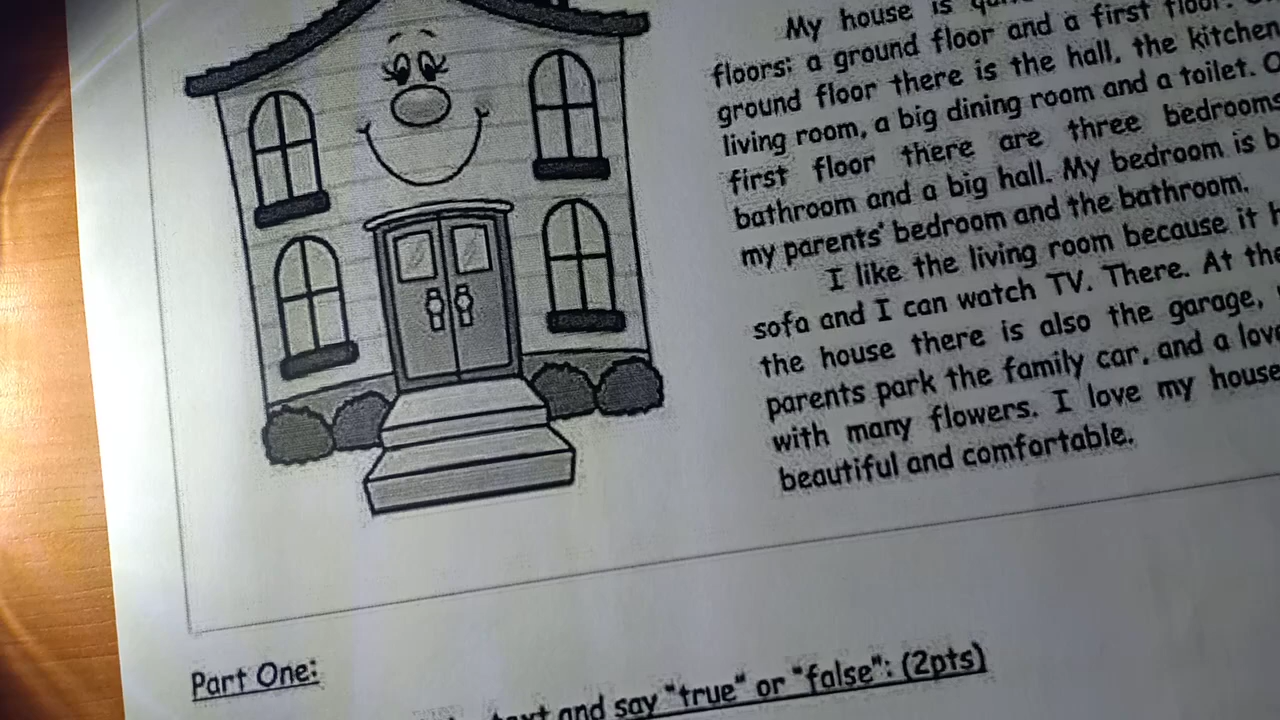 My house is
floors: a ground floor and a first floor.
ground floor there is the hall, the kitchen
living room, a big dining room and a toilet.
first floor there are three bedrooms
bathroom and a big hall. My bedroom is
my parents' bedroom and the bathroom.
I like the living room because it
sofa and I can watch TV. There. At the
the house there is also the garage,
parents park the family car, and a
with many flowers. I love my house
beautiful and comfortable.
Part One:
text and say "true" or "false": (2pts)